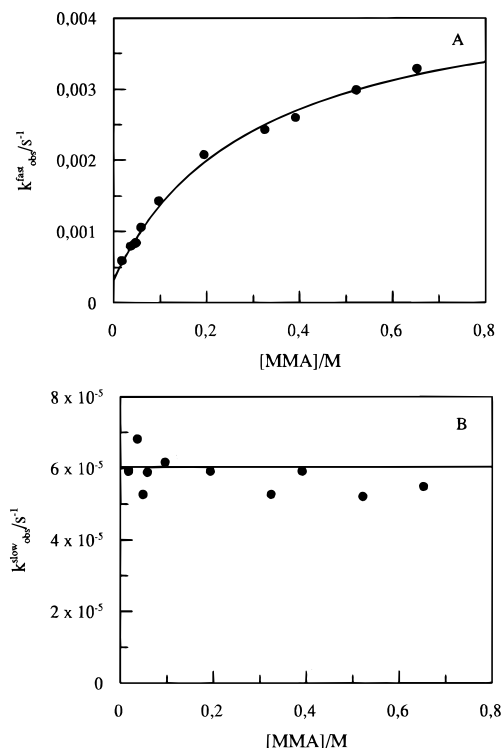 0,004
A
0,003
0,002
0,001
0
k^fast_obs/s^-1
0 0,2 0,4 0,6 0,8
[MMA]/M
8 x 10^-5
B
6 x 10^-5
4 x 10^-5
2 x 10^-5
0
k^slow_obs/s^-1
0 0,2 0,4 0,6 0,8
[MMA]/M